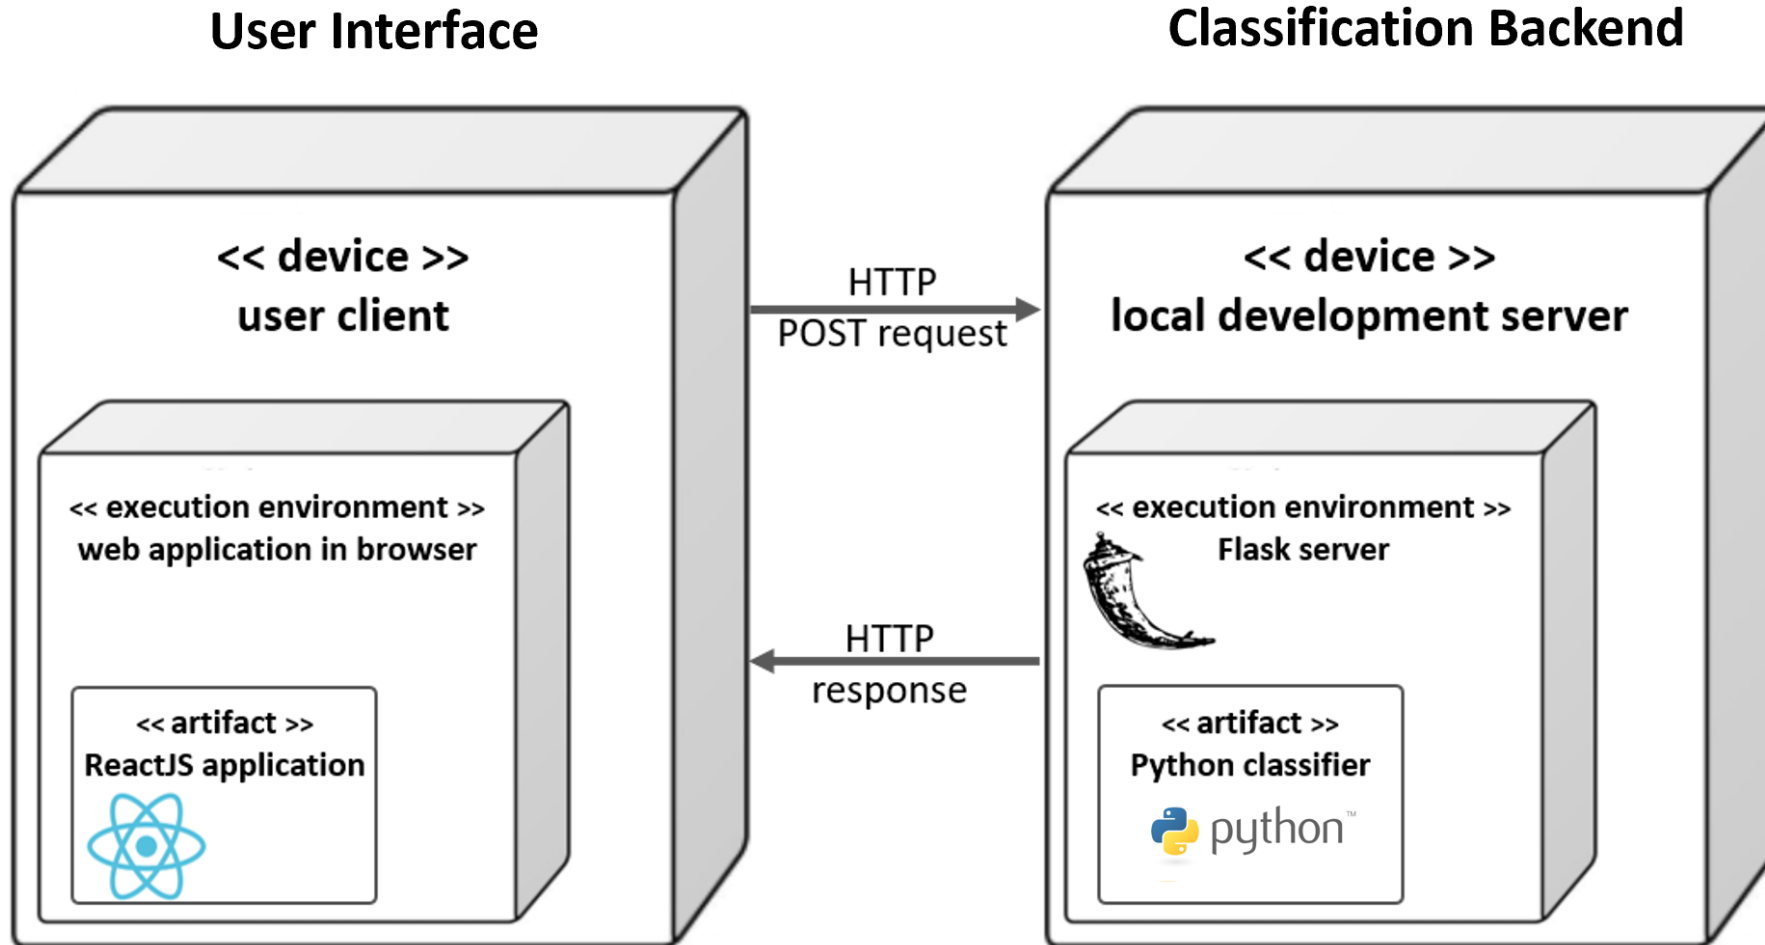 User Interface
Classification Backend
<< device >>
user client
HTTP
POST request
<< device >>
local development server
<< execution environment >>
web application in browser
<< execution environment >>
Flask server
HTTP
response
<< artifact >>
ReactJS application
<< artifact >>
Python classifier
python™